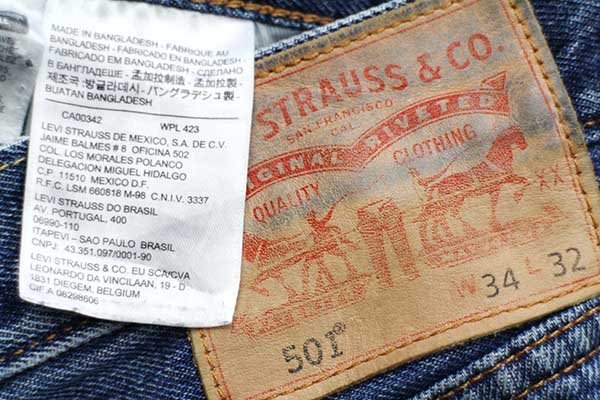 MADE IN BANGLADESH - FABRIQUE AU
BANGLADESH - FABRICADO EN BANGLADESH -
FABRICADO EM BANGLADESH - СДЕЛАНО
В БАНГЛАДЕШЕ - 孟加拉制造 - 孟加拉製 -
제조국: 방글라데시 - バングラデシュ製 -
BUATAN BANGLADESH
CA00342 WPL 423
LEVI STRAUSS DE MEXICO, S.A. DE C.V.
JAIME BALMES # 8 OFICINA 502
COL. LOS MORALES POLANCO
DELEGACION MIGUEL HIDALGO
C.P. 11510 MEXICO D.F.
R.F.C. LSM 660818 M-98 C.N.I.V. 3337
LEVI STRAUSS DO BRASIL
AV. PORTUGAL, 400
06990-110
ITAPEVI – SAO PAULO BRASIL
CNPJ: 43.351.097/0001-90
LEVI STRAUSS & CO. EU SCA/CVA
LEONARDO DA VINCILAAN, 19 - D
1831 DIEGEM, BELGIUM
CIF A 08298606
STRAUSS & CO.
SAN FRANCISCO
CAL
GINAL RIVETED
QUALITY CLOTHING
XX
501® W 34 L 32